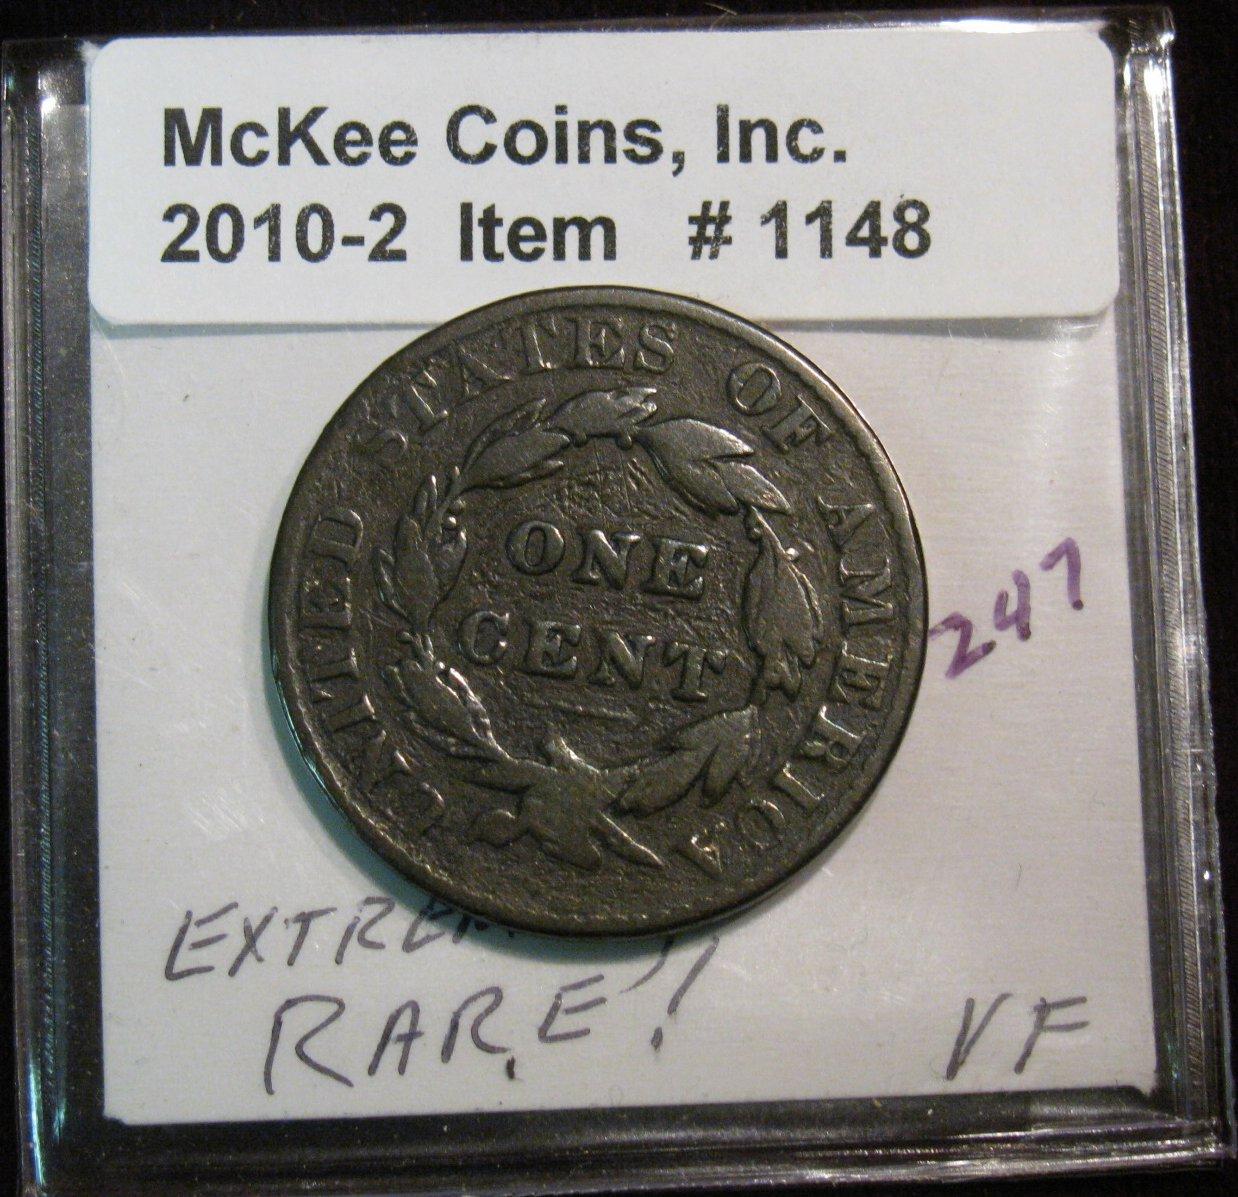 McKee Coins, Inc.
2010-2 Item # 1148
UNITED STATES OF AMERICA
ONE
CENT
247
RARE!
VF